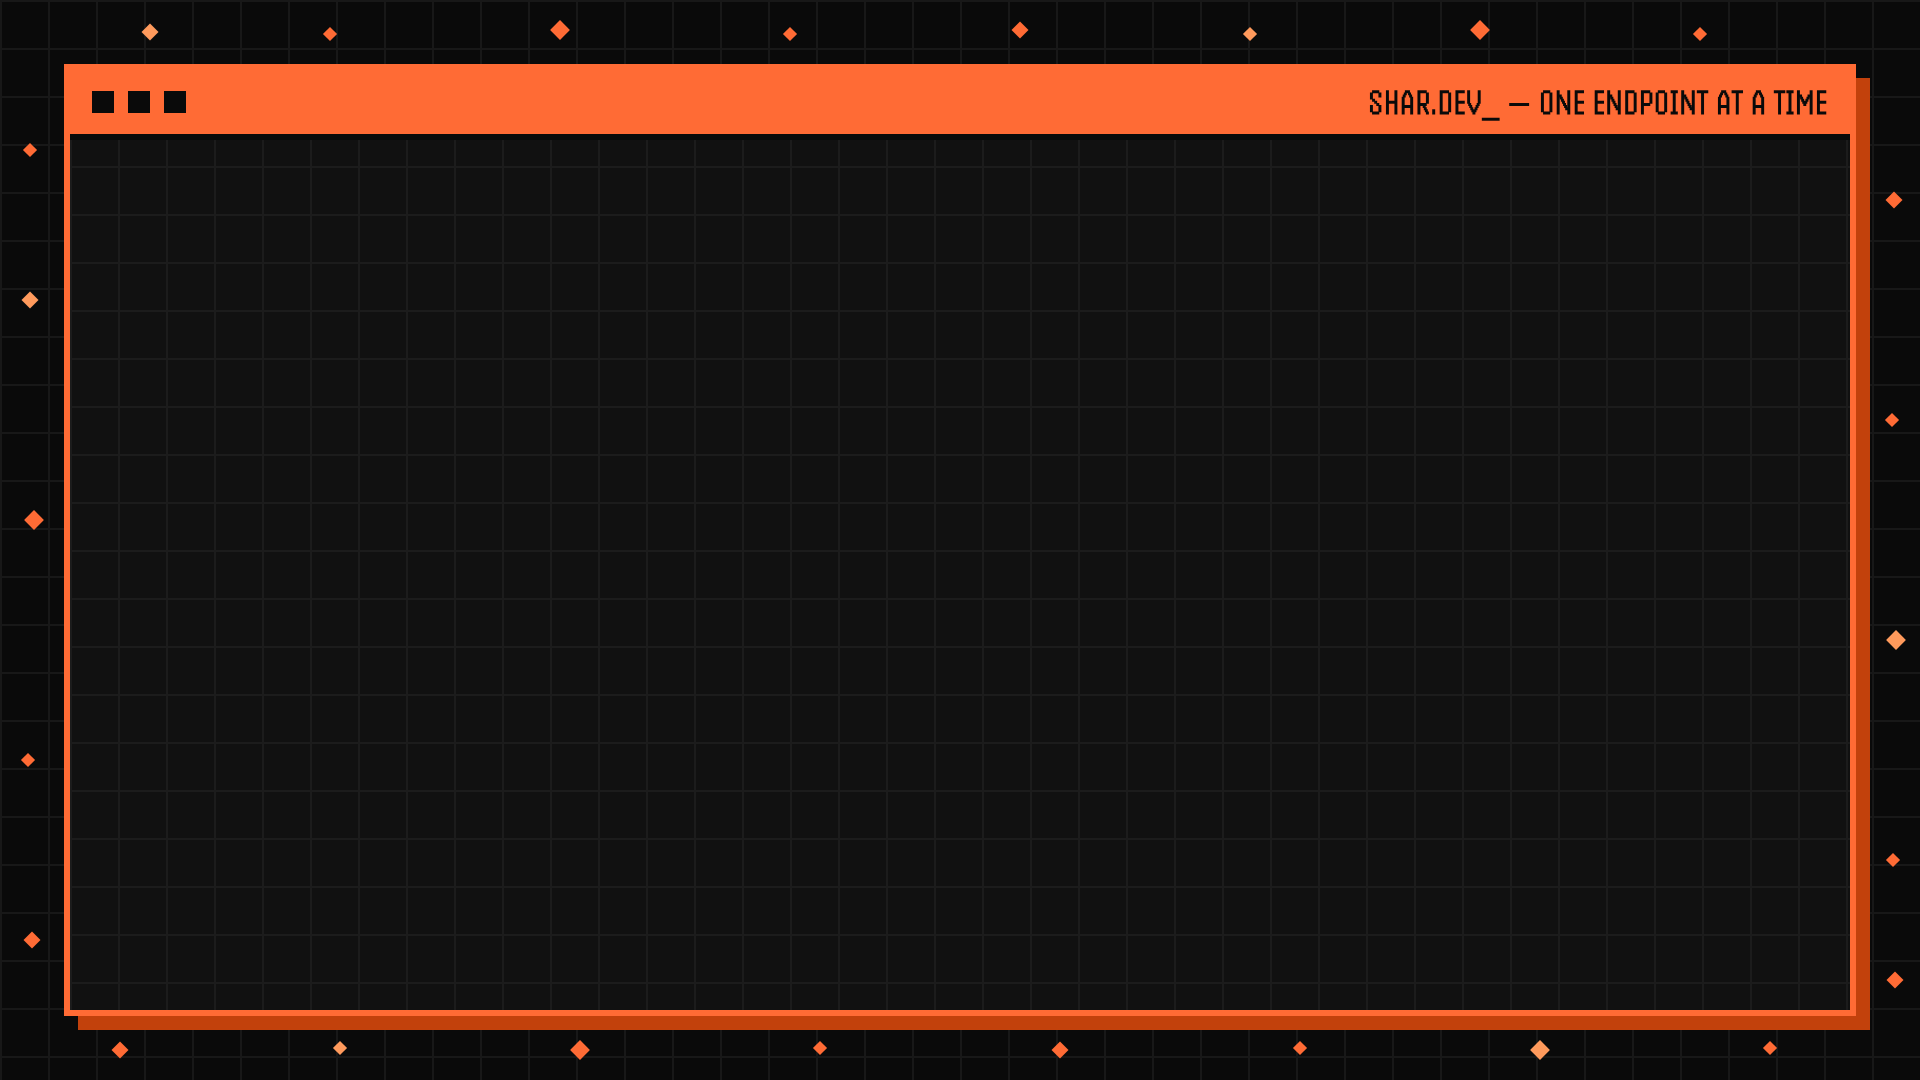 SHAR.DEV_ — ONE ENDPOINT AT A TIME